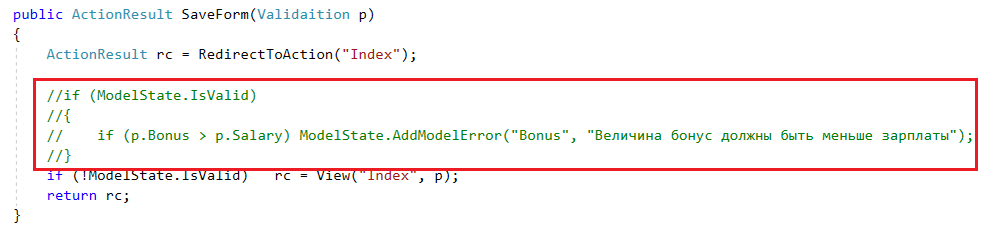 public ActionResult SaveForm(Validaition p)
{
ActionResult rc = RedirectToAction("Index");
//if (ModelState.IsValid)
//{
//    if (p.Bonus > p.Salary) ModelState.AddModelError("Bonus", "Величина бонус должны быть меньше зарплаты");
//}
if (!ModelState.IsValid)   rc = View("Index", p);
return rc;
}